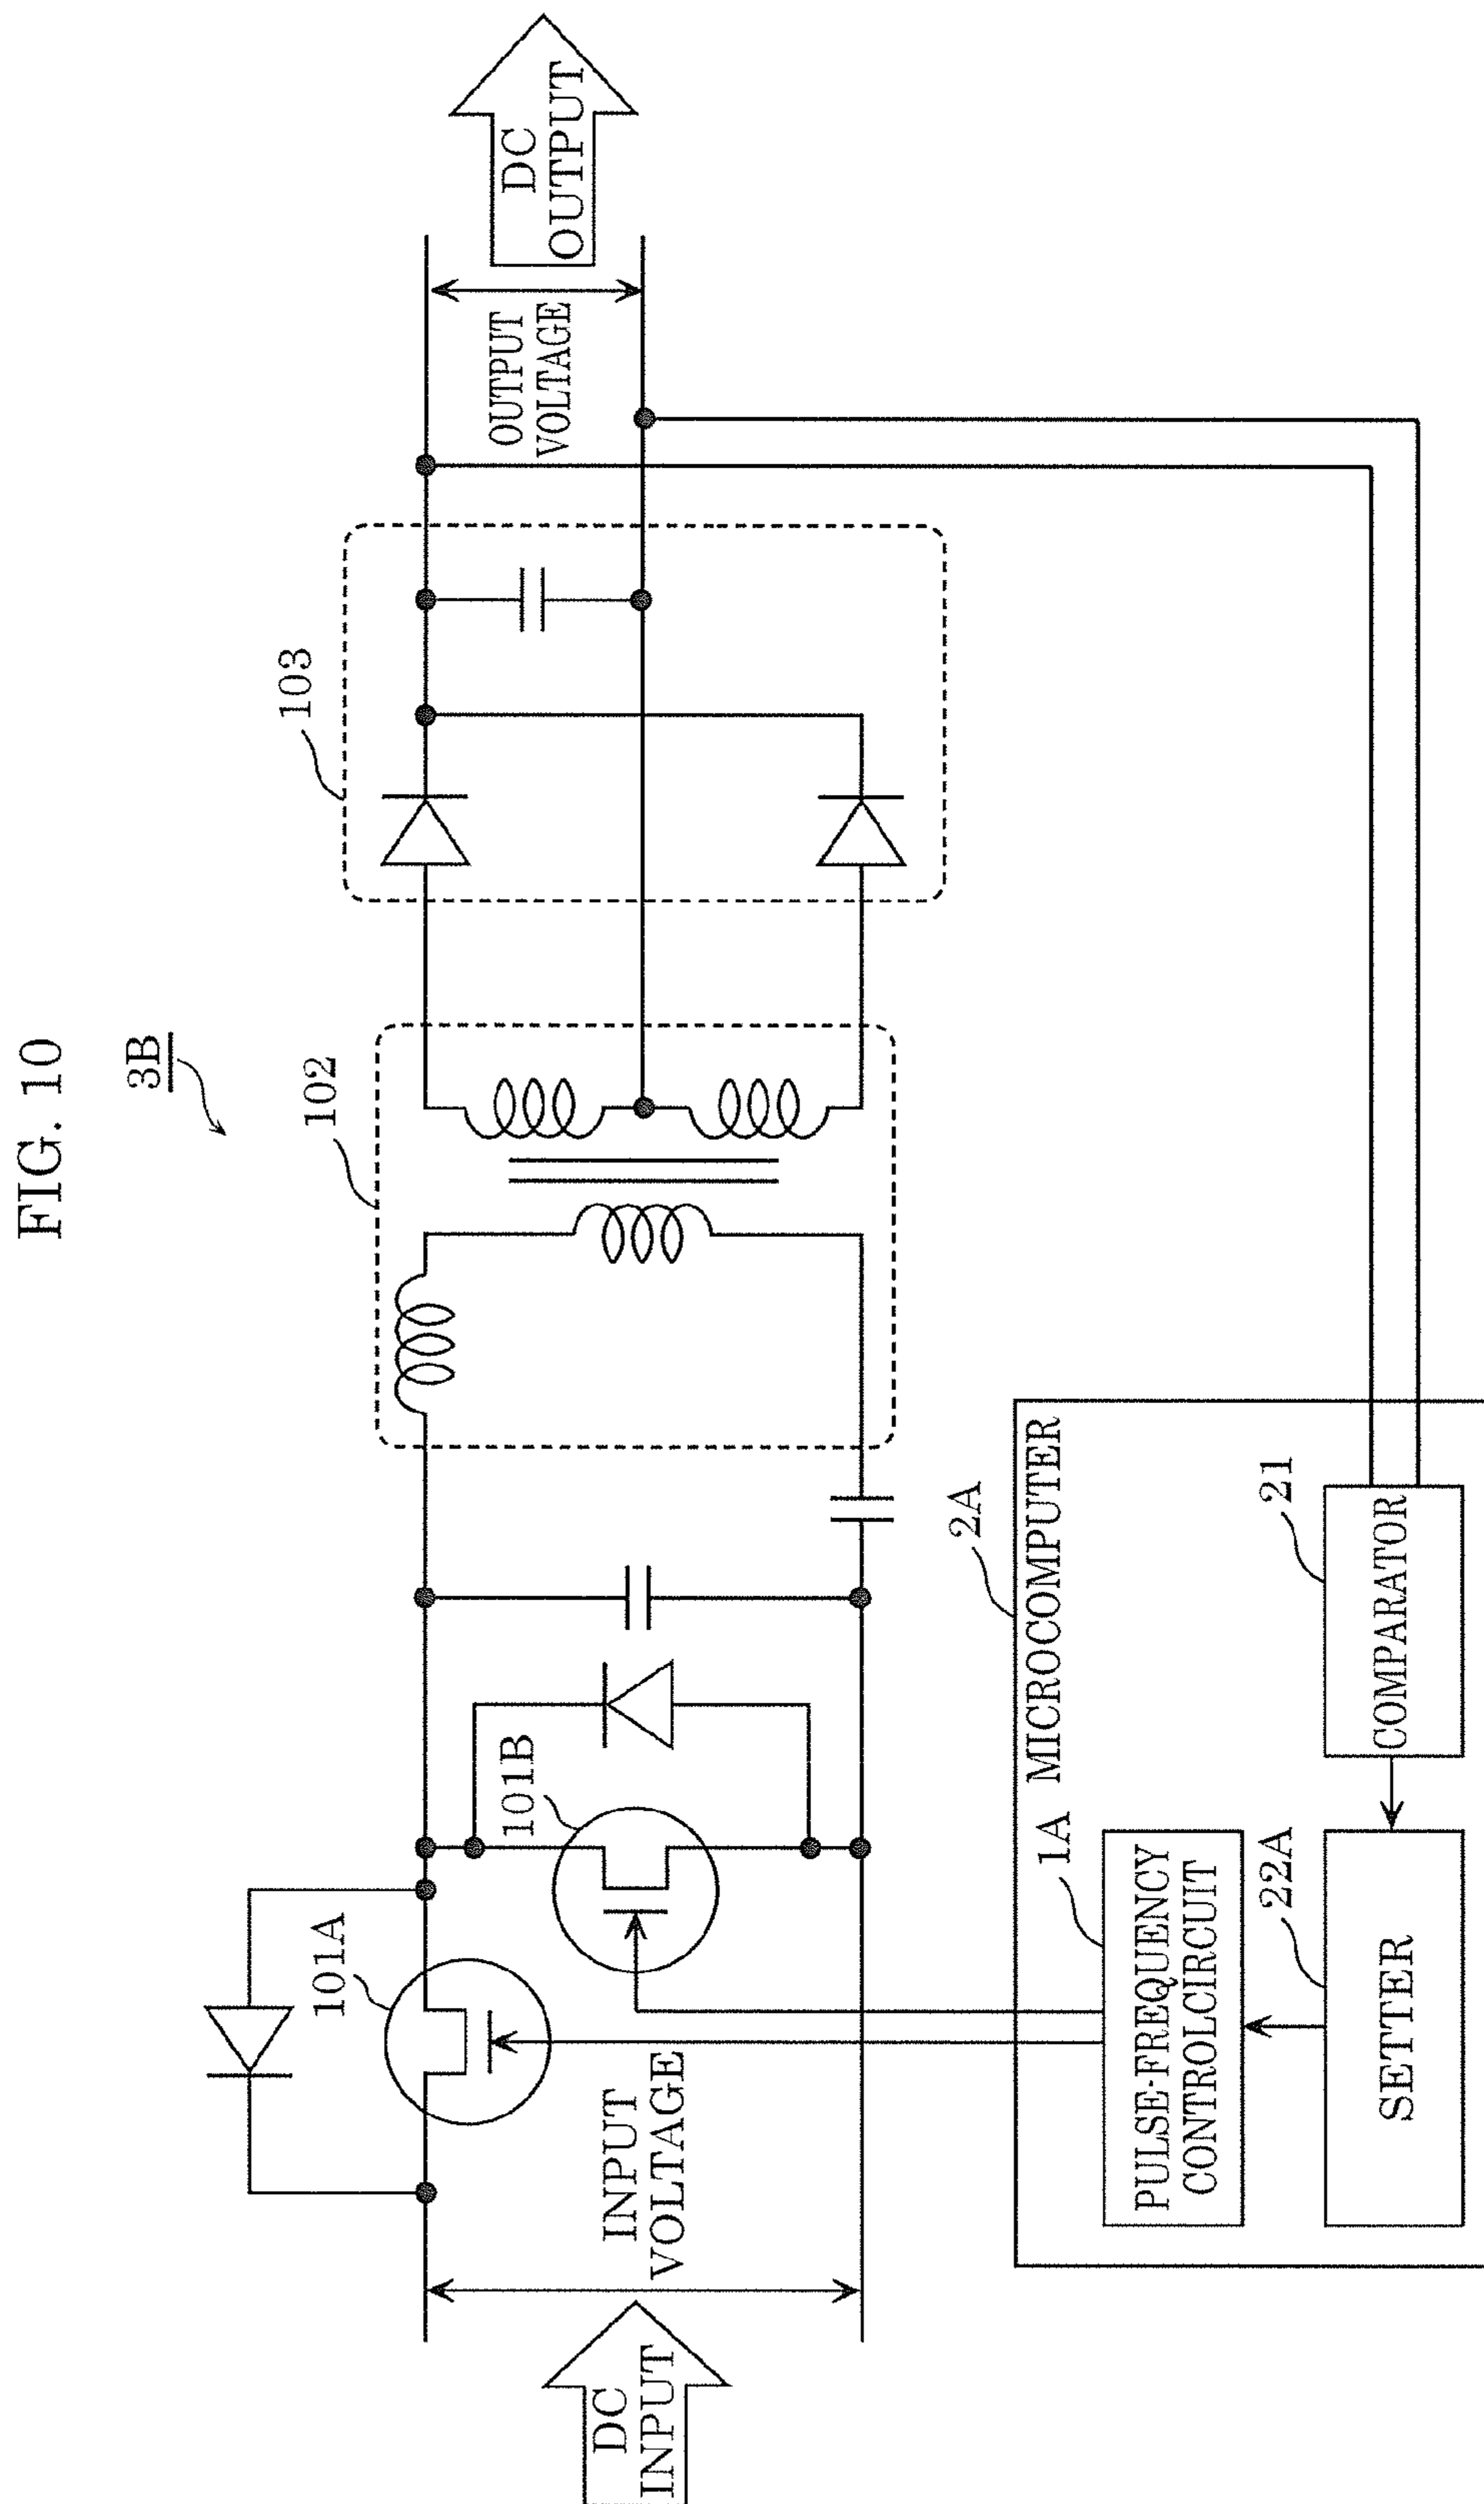 FIG. 10
3B
101A
102
103
101B
DC
INPUT
INPUT
VOLTAGE
OUTPUT
VOLTAGE
DC
OUTPUT
2A
MICROCOMPUTER
1A
PULSE-FREQUENCY
CONTROLCIRCUIT
22A
SETTER
21
COMPARATOR